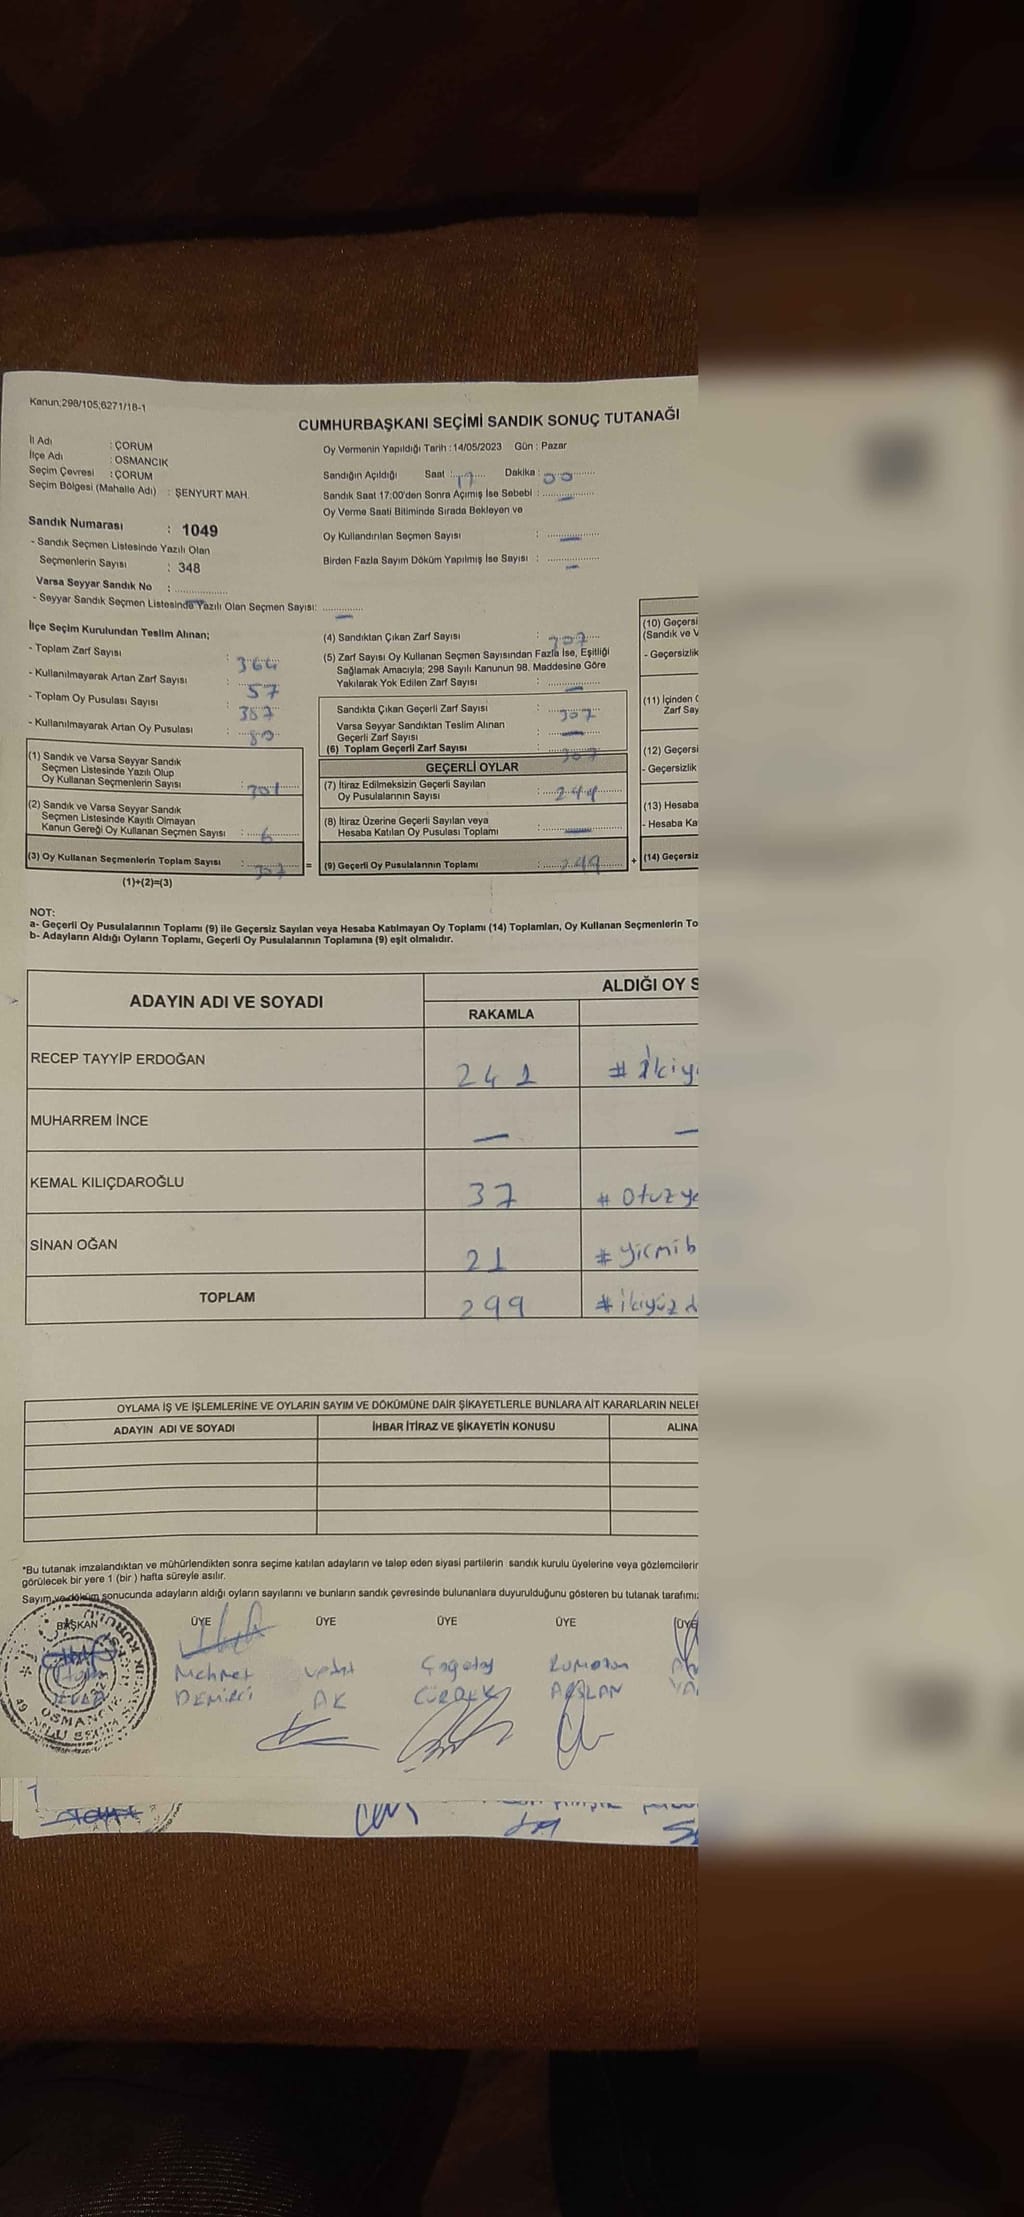 Kanun;298/105,6271/18-1
CUMHURBAŞKANI SEÇİMİ SANDIK SONUÇ TUTANAĞI
İl Adı : ÇORUM
İlçe Adı : OSMANCIK
Seçim Çevresi : ÇORUM
Seçim Bölgesi (Mahalle Adı) : ŞENYURT MAH.
Oy Vermenin Yapıldığı Tarih : 14/05/2023 Gün : Pazar
Sandığın Açıldığı Saat : 17 Dakika : 00
Sandık Saat 17:00'den Sonra Açımış İse Sebebi : —
Oy Verme Saati Bitiminde Sırada Bekleyen ve
Oy Kullandırılan Seçmen Sayısı : —
Birden Fazla Sayım Döküm Yapılmış İse Sayısı : —
Sandık Numarası : 1049
- Sandık Seçmen Listesinde Yazılı Olan
Seçmenlerin Sayısı : 348
Varsa Seyyar Sandık No : —
- Seyyar Sandık Seçmen Listesinde Yazılı Olan Seçmen Sayısı: —
İlçe Seçim Kurulundan Teslim Alınan;
- Toplam Zarf Sayısı : 364
- Kullanılmayarak Artan Zarf Sayısı : 57
- Toplam Oy Pusulası Sayısı : 387
- Kullanılmayarak Artan Oy Pusulası : 80
(1) Sandık ve Varsa Seyyar Sandık
Seçmen Listesinde Yazılı Olup
Oy Kullanan Seçmenlerin Sayısı : 301
(2) Sandık ve Varsa Seyyar Sandık
Seçmen Listesinde Kayıtlı Olmayan
Kanun Gereği Oy Kullanan Seçmen Sayısı : 6
(3) Oy Kullanan Seçmenlerin Toplam Sayısı : 307
(1)+(2)=(3)
(4) Sandıktan Çıkan Zarf Sayısı : 307
(5) Zarf Sayısı Oy Kullanan Seçmen Sayısından Fazla İse, Eşitliği
Sağlamak Amacıyla; 298 Sayılı Kanunun 98. Maddesine Göre
Yakılarak Yok Edilen Zarf Sayısı : —
Sandıkta Çıkan Geçerli Zarf Sayısı : 307
Varsa Seyyar Sandıktan Teslim Alınan
Geçerli Zarf Sayısı : —
(6) Toplam Geçerli Zarf Sayısı : 307
GEÇERLİ OYLAR
(7) İtiraz Edilmeksizin Geçerli Sayılan
Oy Pusulalarının Sayısı : 299
(8) İtiraz Üzerine Geçerli Sayılan veya
Hesaba Katılan Oy Pusulası Toplamı : —
= (9) Geçerli Oy Pusulalarının Toplamı : 299 +
(10) Geçersi
(Sandık ve V
- Geçersizlik
(11) İçinden
Zarf Say
(12) Geçersi
- Geçersizlik
(13) Hesaba
- Hesaba Ka
(14) Geçersiz
NOT:
a- Geçerli Oy Pusulalarının Toplamı (9) ile Geçersiz Sayılan veya Hesaba Katılmayan Oy Toplamı (14) Toplamları, Oy Kullanan Seçmenlerin To
b- Adayların Aldığı Oyların Toplamı, Geçerli Oy Pusulalarının Toplamına (9) eşit olmalıdır.
ADAYIN ADI VE SOYADI ALDIĞI OY S
RAKAMLA
RECEP TAYYİP ERDOĞAN 241 # ikiy
MUHARREM İNCE — —
KEMAL KILIÇDAROĞLU 37 # Otuz ye
SİNAN OĞAN 21 # yirmi b
TOPLAM 299 # ikiyüz d
OYLAMA İŞ VE İŞLEMLERİNE VE OYLARIN SAYIM VE DÖKÜMÜNE DAİR ŞİKAYETLERLE BUNLARA AİT KARARLARIN NELE
ADAYIN ADI VE SOYADI İHBAR İTİRAZ VE ŞİKAYETİN KONUSU ALINA
*Bu tutanak imzalandıktan ve mühürlendikten sonra seçime katılan adayların ve talep eden siyasi partilerin sandık kurulu üyelerine veya gözlemcilerin
görülecek bir yere 1 (bir ) hafta süreyle asılır.
Sayım ve döküm sonucunda adayların aldığı oyların sayılarını ve bunların sandık çevresinde bulunanlara duyurulduğunu gösteren bu tutanak tarafımı
BAŞKAN ÜYE ÜYE ÜYE ÜYE ÜYE
Mehmet Vedat Çağatay Ramazan
DEMİRCİ AK GÜRDEK ARSLAN
OSMANCIK